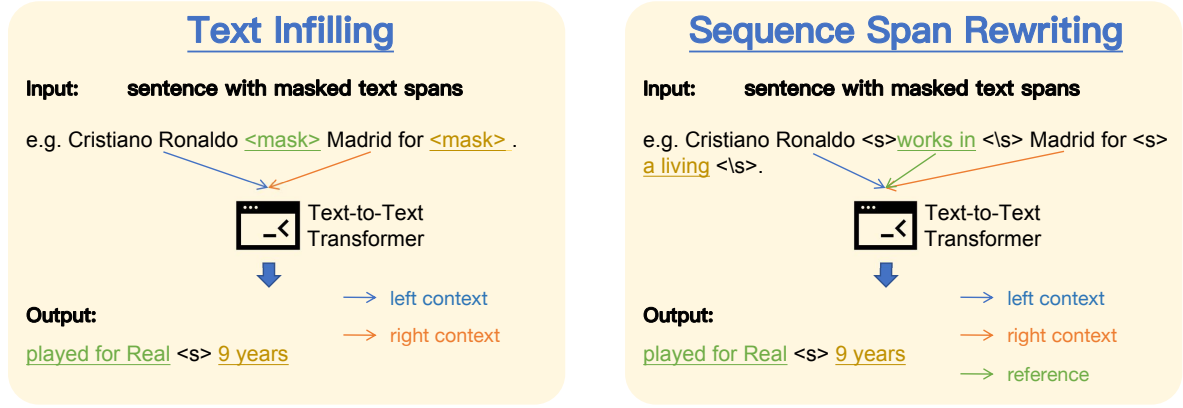 Text Infilling
Input: sentence with masked text spans
e.g. Cristiano Ronaldo <mask> Madrid for <mask> .
Text-to-Text
Transformer
left context
Output:
right context
played for Real <s> 9 years
Sequence Span Rewriting
Input: sentence with masked text spans
e.g. Cristiano Ronaldo <s>works in <\s> Madrid for <s>
a living <\s>.
Text-to-Text
Transformer
left context
Output:
right context
played for Real <s> 9 years
reference